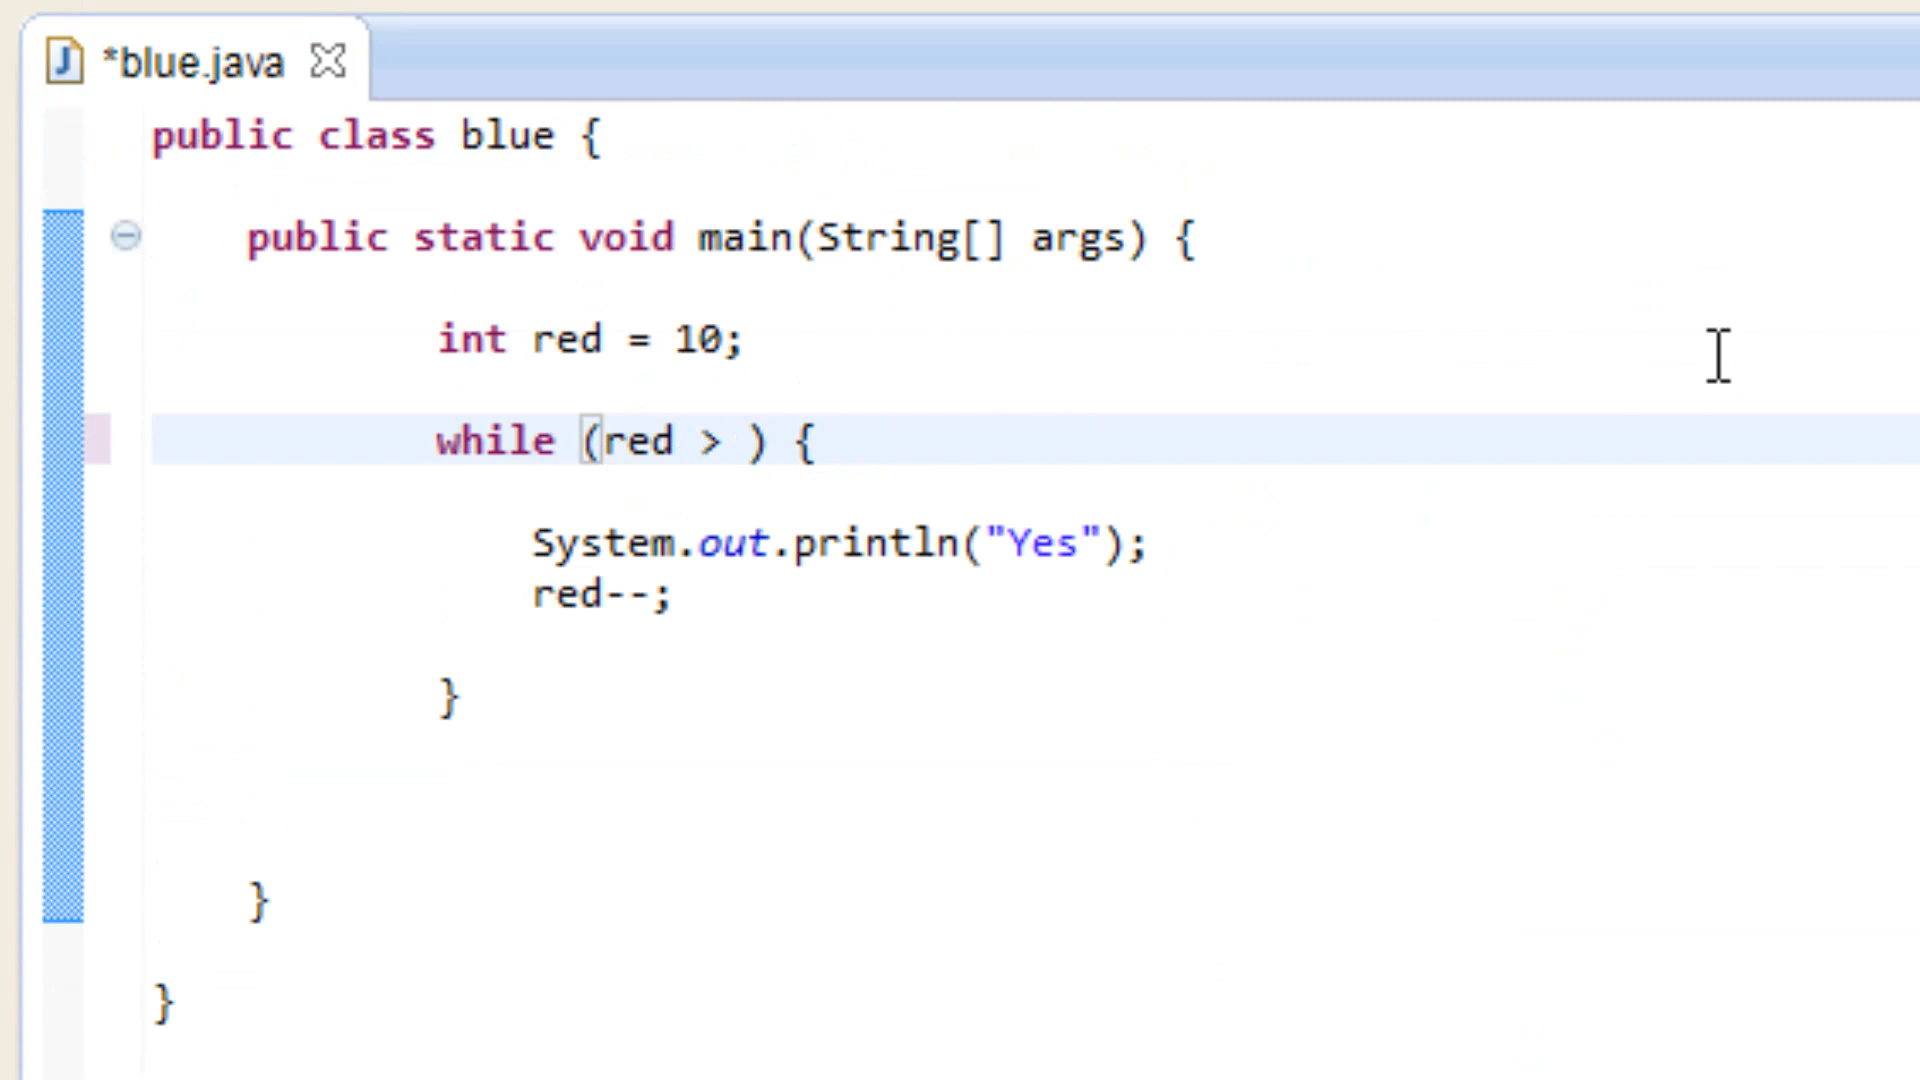 *blue.java
public class blue {
public static void main(String[] args) {
int red = 10;
while (red > ) {
System.out.println("Yes");
red--;
}
}
}